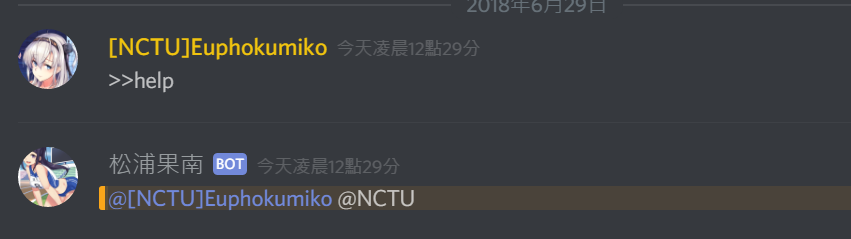 2018年6月29日
[NCTU]Euphokumiko 今天凌晨12點29分
>>help
松浦果南 BOT 今天凌晨12點29分
@[NCTU]Euphokumiko @NCTU